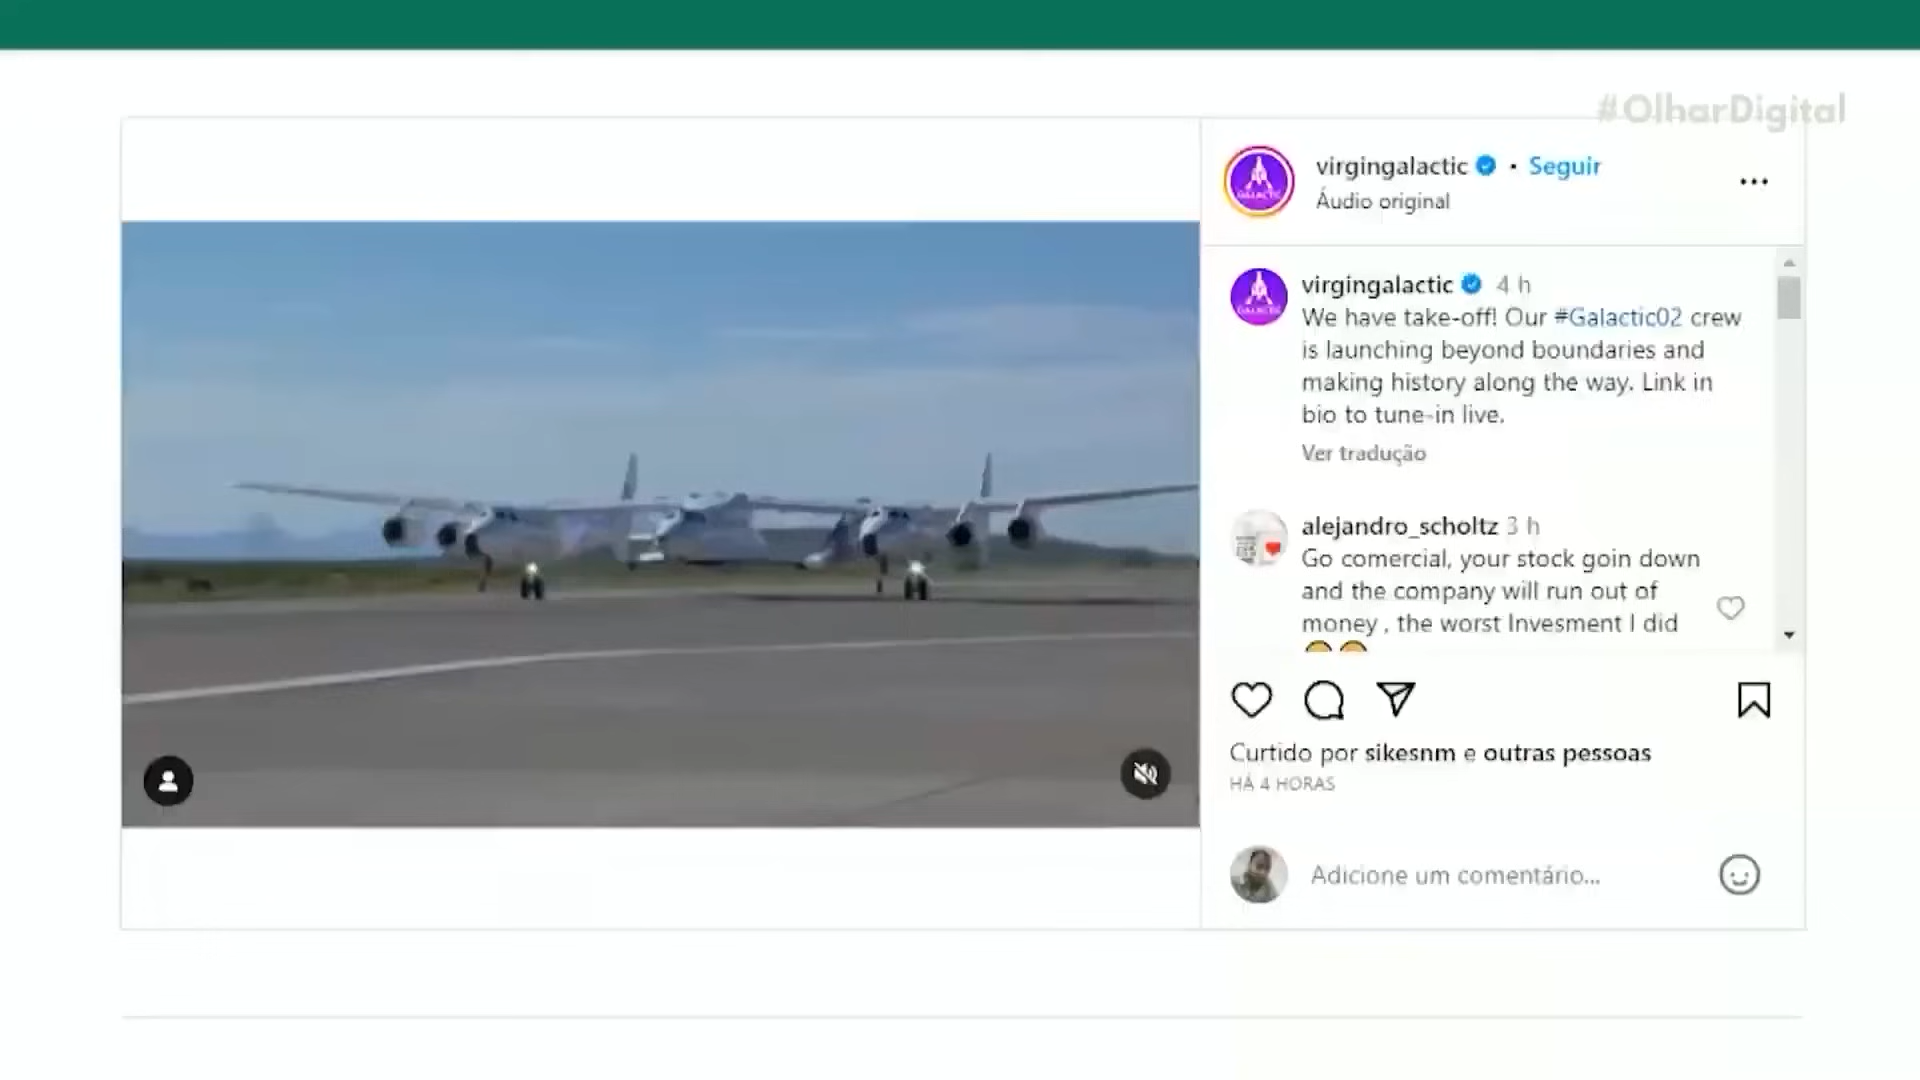 #OlharDigital
virgingalactic • Seguir
Áudio original
virgingalactic 4 h
We have take-off! Our #Galactic02 crew
is launching beyond boundaries and
making history along the way. Link in
bio to tune-in live.
Ver tradução
alejandro_scholtz 3 h
Go comercial, your stock goin down
and the company will run out of
money , the worst Invesment I did
Curtido por sikesnm e outras pessoas
HÁ 4 HORAS
Adicione um comentário...